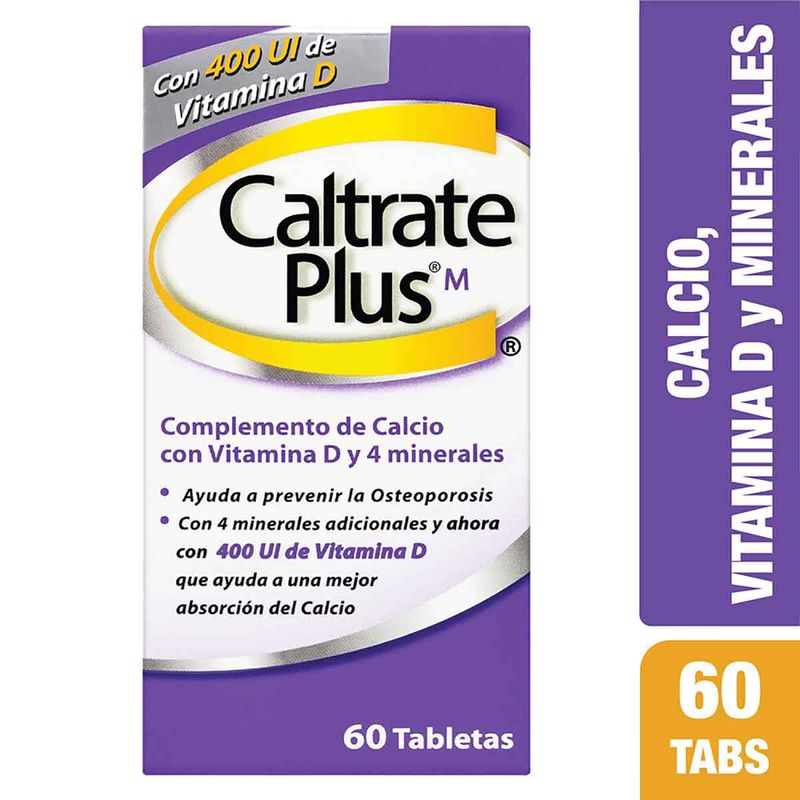 Con 400 UI de
Vitamina D
Caltrate
Plus® M
®
Complemento de Calcio
con Vitamina D y 4 minerales
• Ayuda a prevenir la Osteoporosis
• Con 4 minerales adicionales y ahora
con 400 UI de Vitamina D
que ayuda a una mejor
absorción del Calcio
60 Tabletas
CALCIO,
VITAMINA D y MINERALES
60
TABS